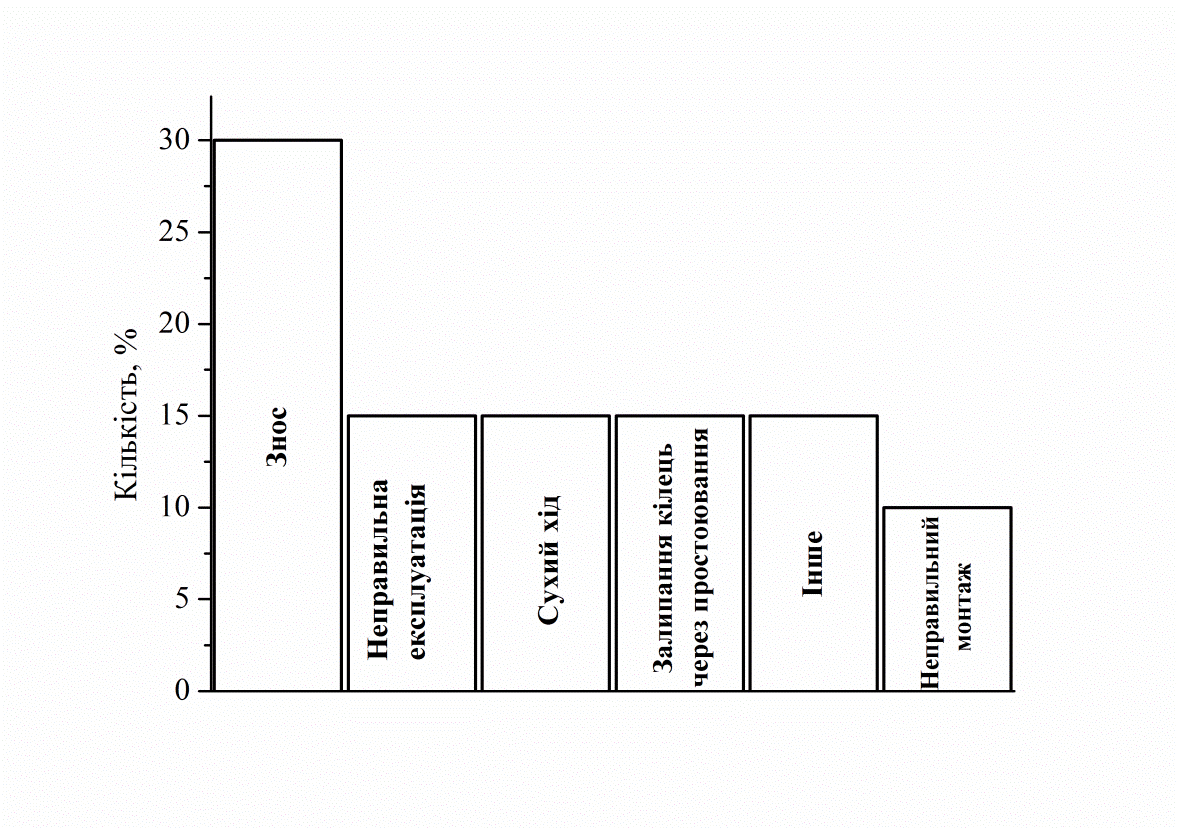 Кількість, %
30
25
20
15
10
5
0
Знос
Неправильна
експлуатація
Сухий хід
Залипання кілець
через простоювання
Інше
Неправильний
монтаж